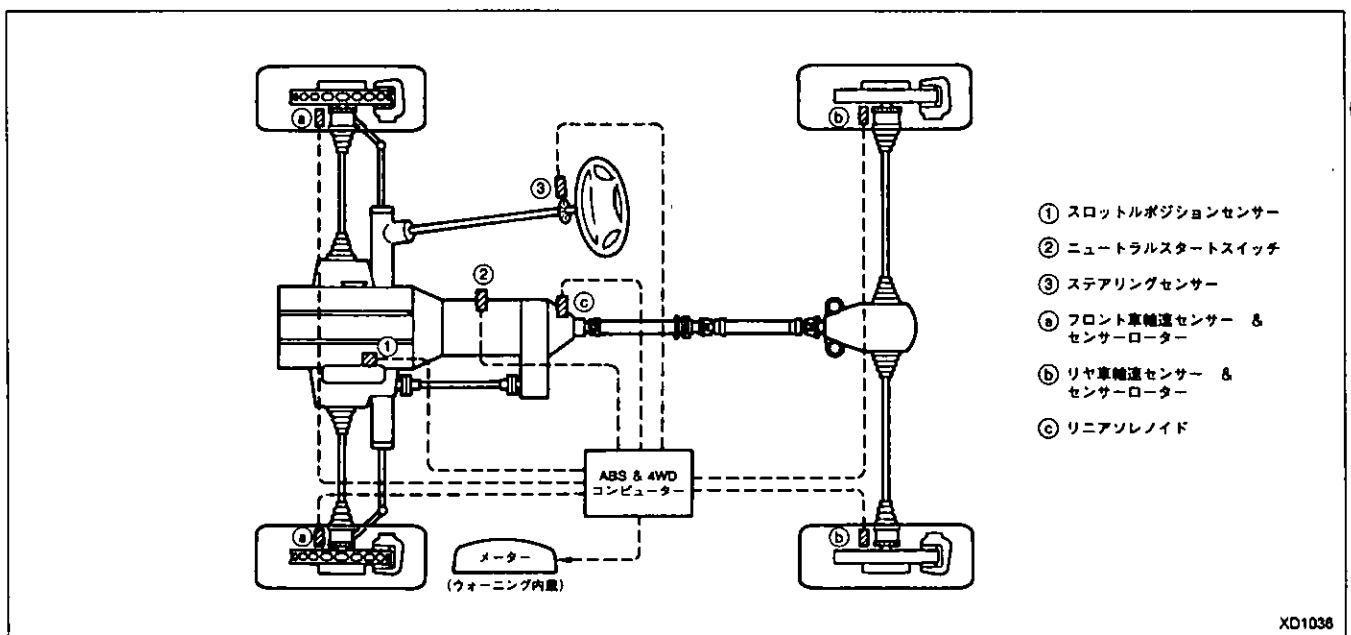 ⓐ
ⓑ
③
① スロットルポジションセンサー
② ニュートラルスタートスイッチ
③ ステアリングセンサー
ⓐ フロント車輪速センサー &
センサーローター
ⓑ リヤ車輪速センサー &
センサーローター
ⓒ リニアソレノイド
②
ⓒ
①
ABS & 4WD
コンピューター
ⓐ
ⓑ
メーター
(ウォーニング内蔵)
XD1036